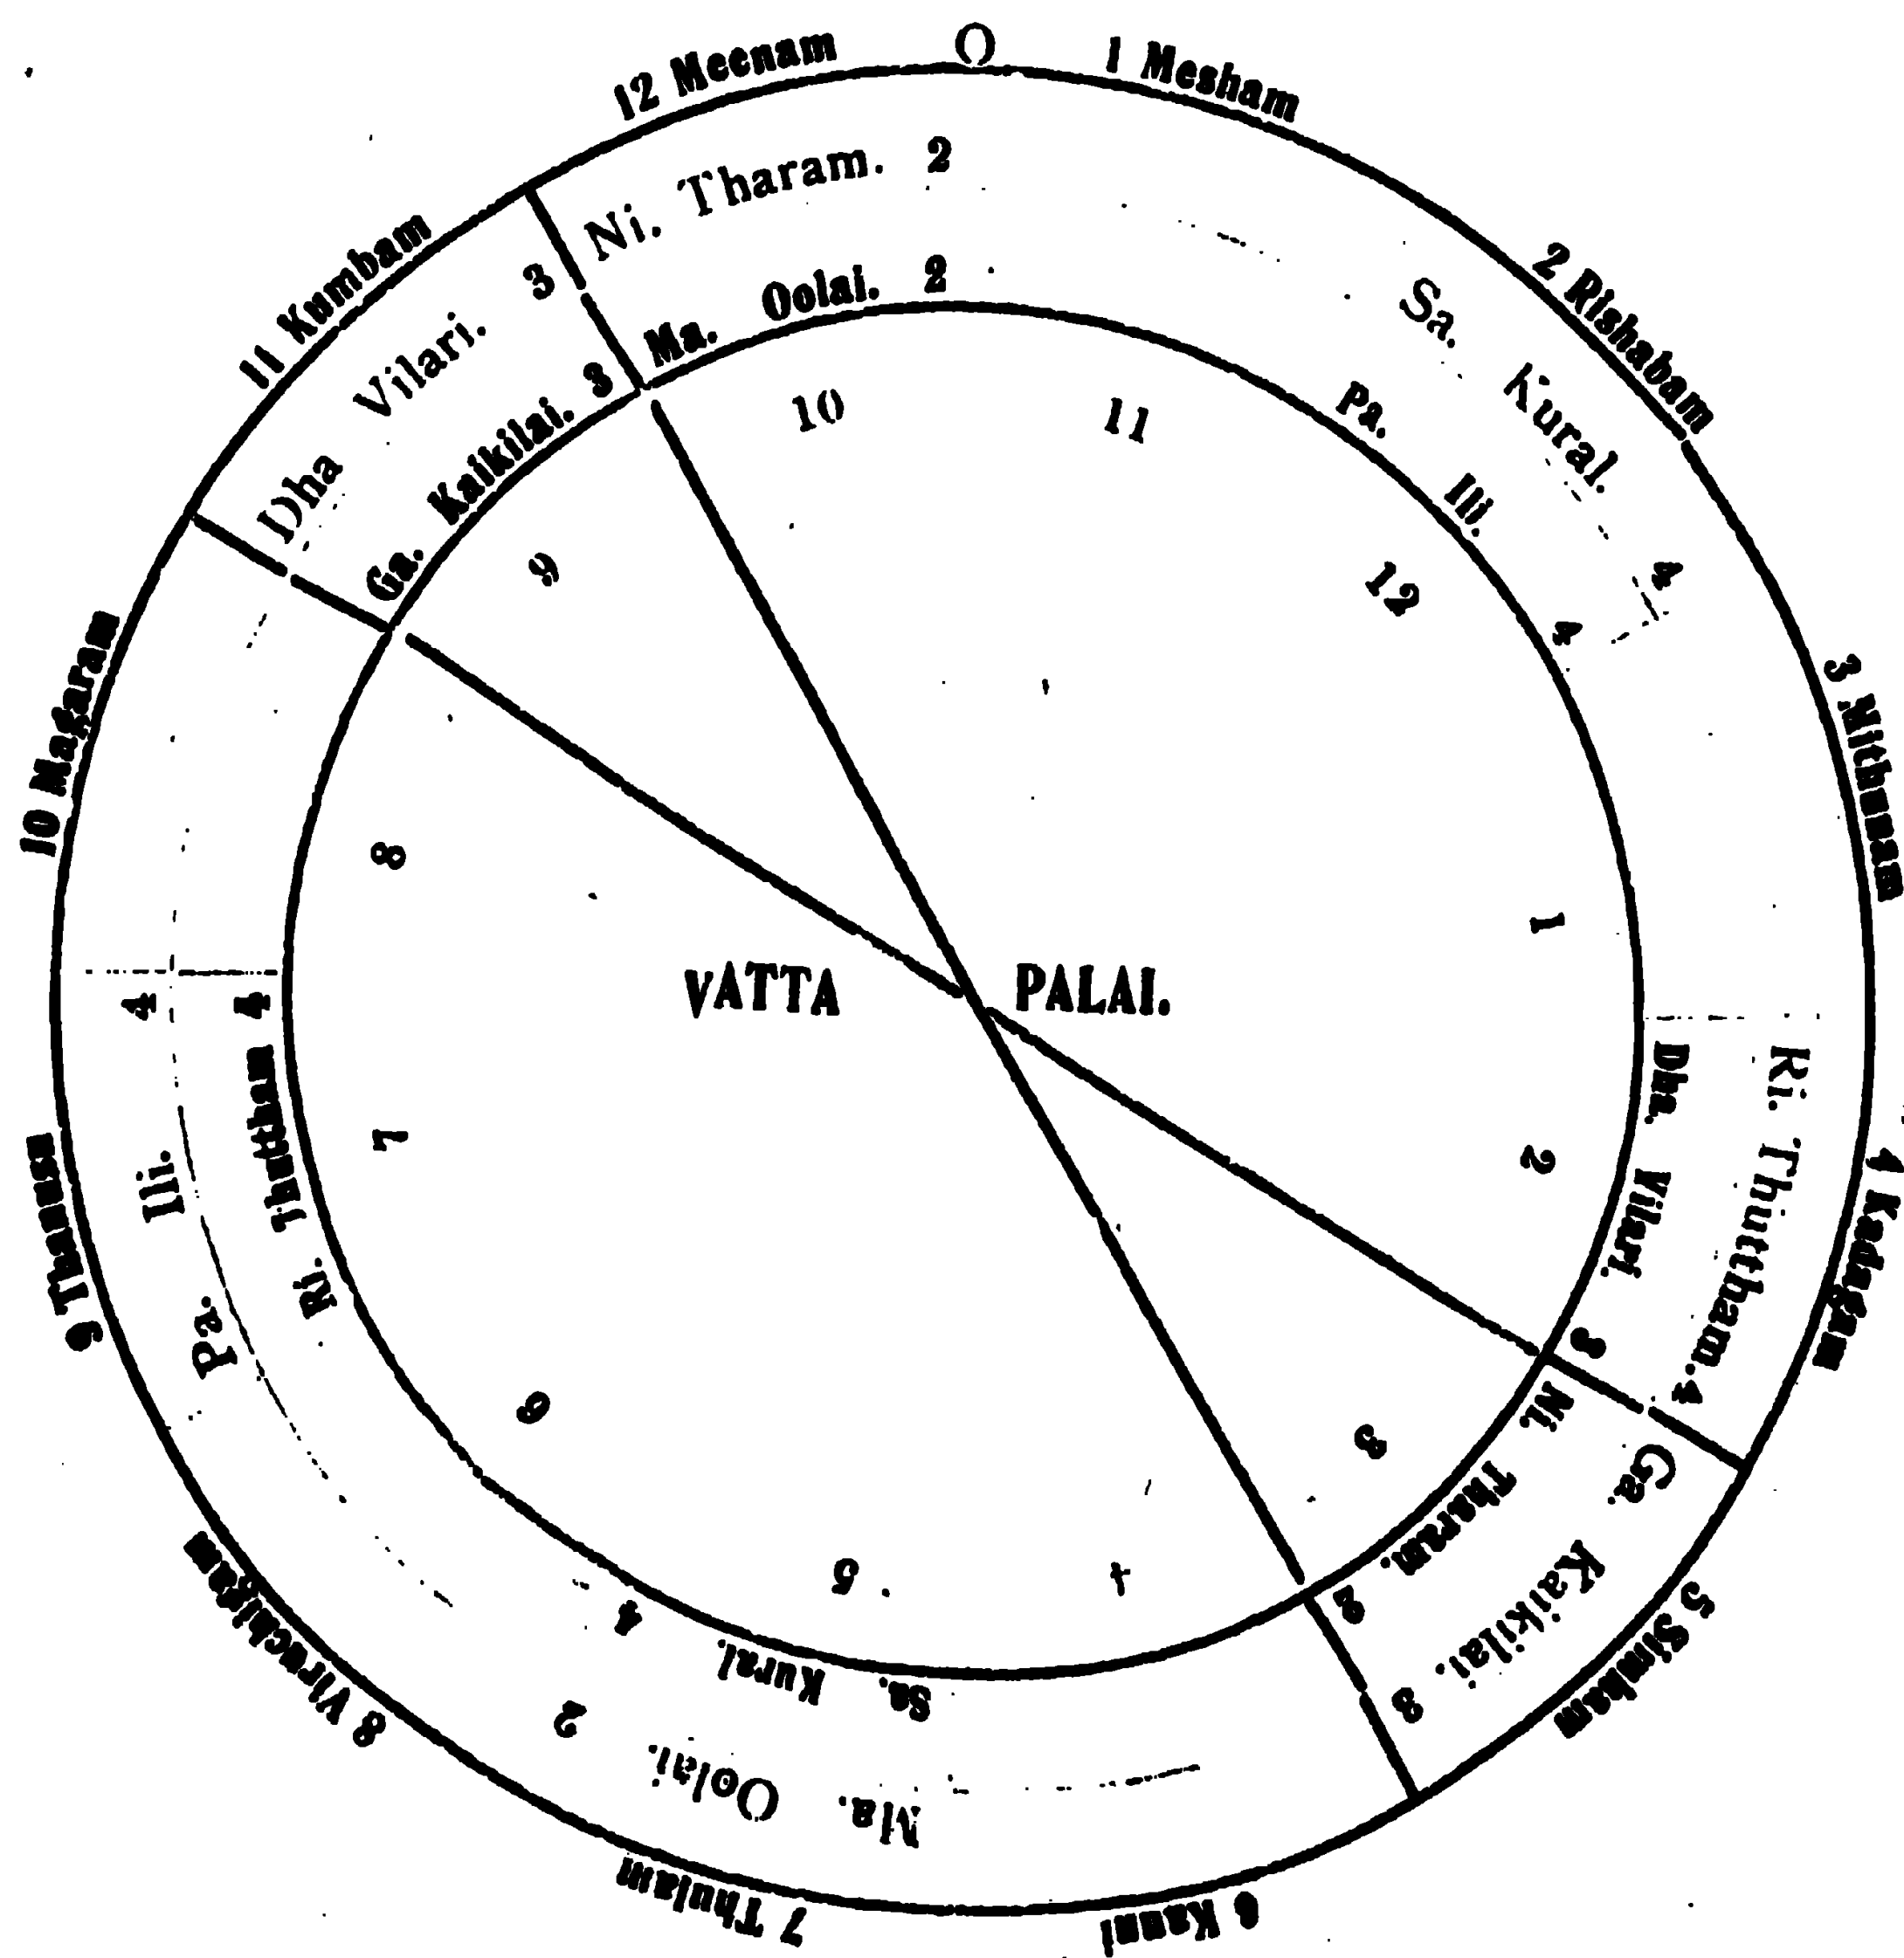 1 Mesham
2 Rishabam
3 Mithunam
4 Kadagam
5 Simham
6 Kanni
7 Thulam
8 Viruchigam
9 Thanusu
10 Magaram
11 Kumbam
12 Meenam
Ni. Tharam. 2
Sa. Kural. 4
Ri. Thuttham. 4
Ga. Kaikilai. 3
Ma. Oolai. 2
Pa. Ili. 4
Dha Vilari. 3
Ma. Oolai. 2
Pa. Ili. 4
Dha. Vilari. 3
Ni. Tharam. 2
Sa. Kural. 4
Ri. Thuttham 4
Ga. Kaikilai. 3
10
11
12
1
2
3
4
5
6
7
8
9
VATTA PALAI.